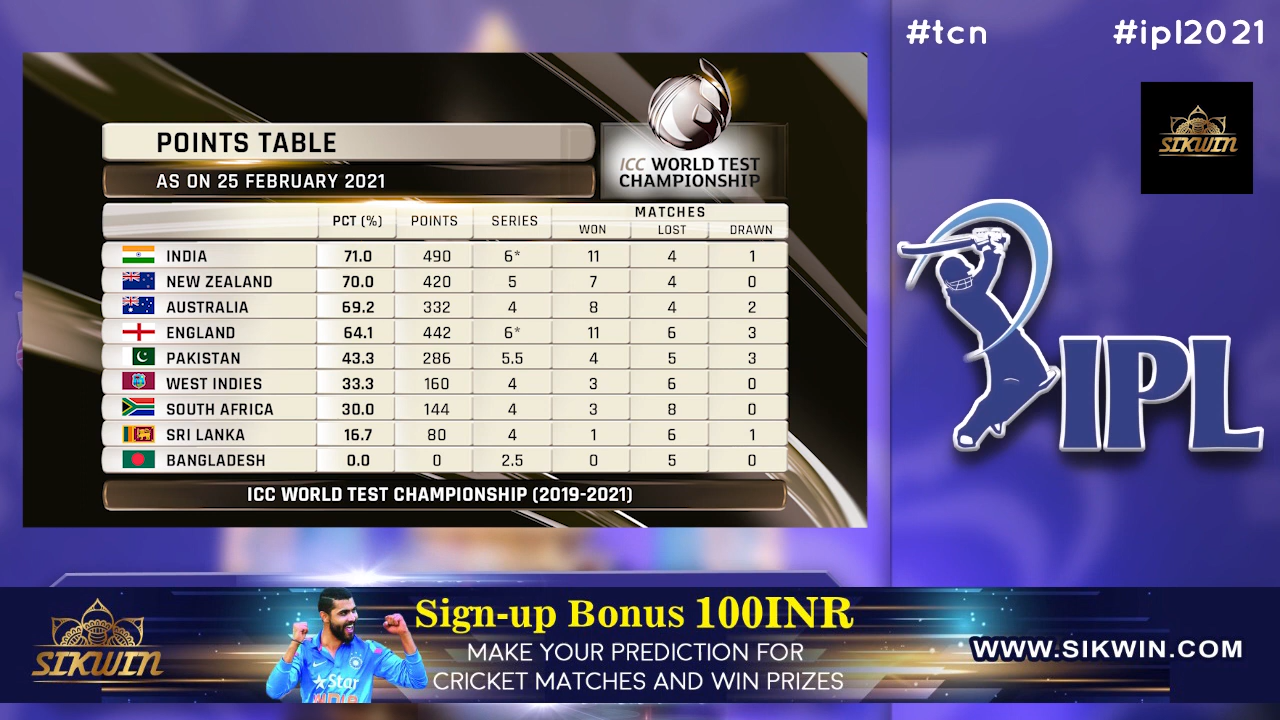 #tcn #ipl2021
SIKWIN
POINTS TABLE
AS ON 25 FEBRUARY 2021
ICC WORLD TEST
CHAMPIONSHIP
PCT (%) POINTS SERIES MATCHES
WON LOST DRAWN
INDIA 71.0 490 6* 11 4 1
NEW ZEALAND 70.0 420 5 7 4 0
AUSTRALIA 69.2 332 4 8 4 2
ENGLAND 64.1 442 6* 11 6 3
PAKISTAN 43.3 286 5.5 4 5 3
WEST INDIES 33.3 160 4 3 6 0
SOUTH AFRICA 30.0 144 4 3 8 0
SRI LANKA 16.7 80 4 1 6 1
BANGLADESH 0.0 0 2.5 0 5 0
ICC WORLD TEST CHAMPIONSHIP (2019-2021)
IPL
SIKWIN
Star
Sign-up Bonus 100INR
MAKE YOUR PREDICTION FOR
CRICKET MATCHES AND WIN PRIZES
WWW.SIKWIN.COM